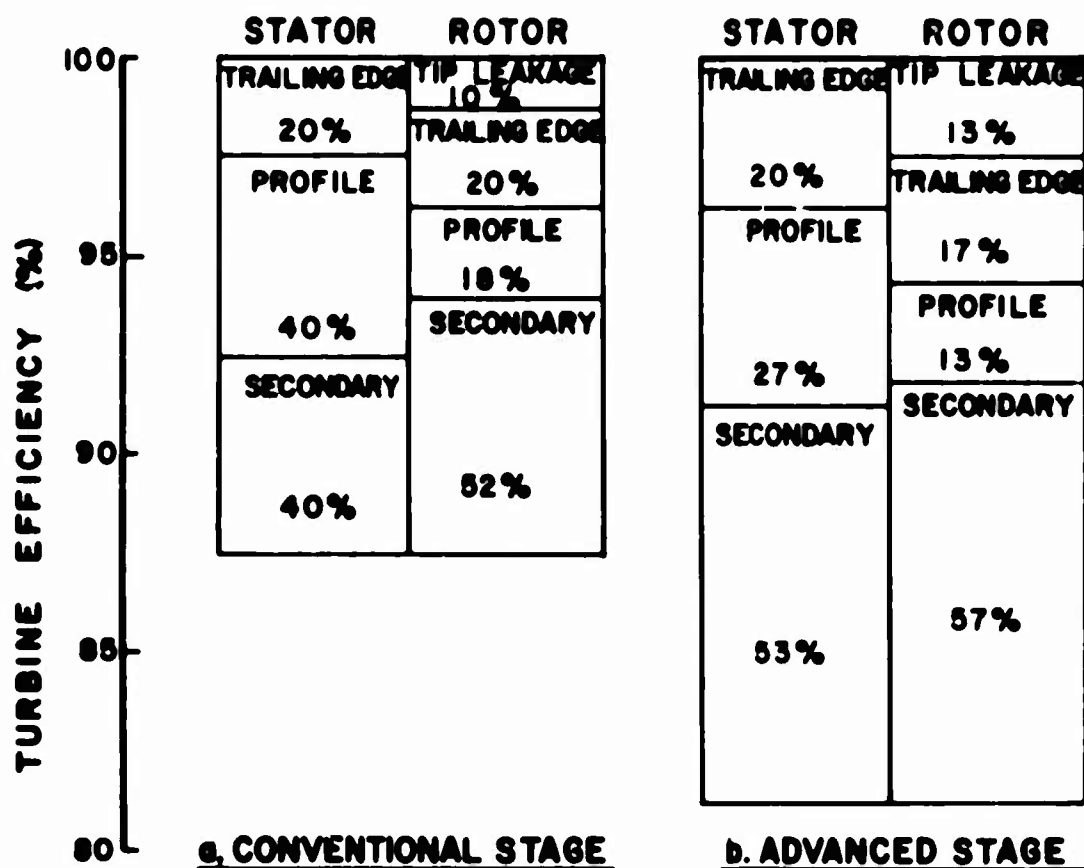 STATOR ROTOR
TRAILING EDGE
20%
PROFILE
40%
SECONDARY
40%
TIP LEAKAGE
10%
TRAILING EDGE
20%
PROFILE
18%
SECONDARY
52%
STATOR ROTOR
TRAILING EDGE
20%
PROFILE
27%
SECONDARY
53%
TIP LEAKAGE
13%
TRAILING EDGE
17%
PROFILE
13%
SECONDARY
57%
TURBINE EFFICIENCY (%)
100
95
90
85
80
a, CONVENTIONAL STAGE
b. ADVANCED STAGE